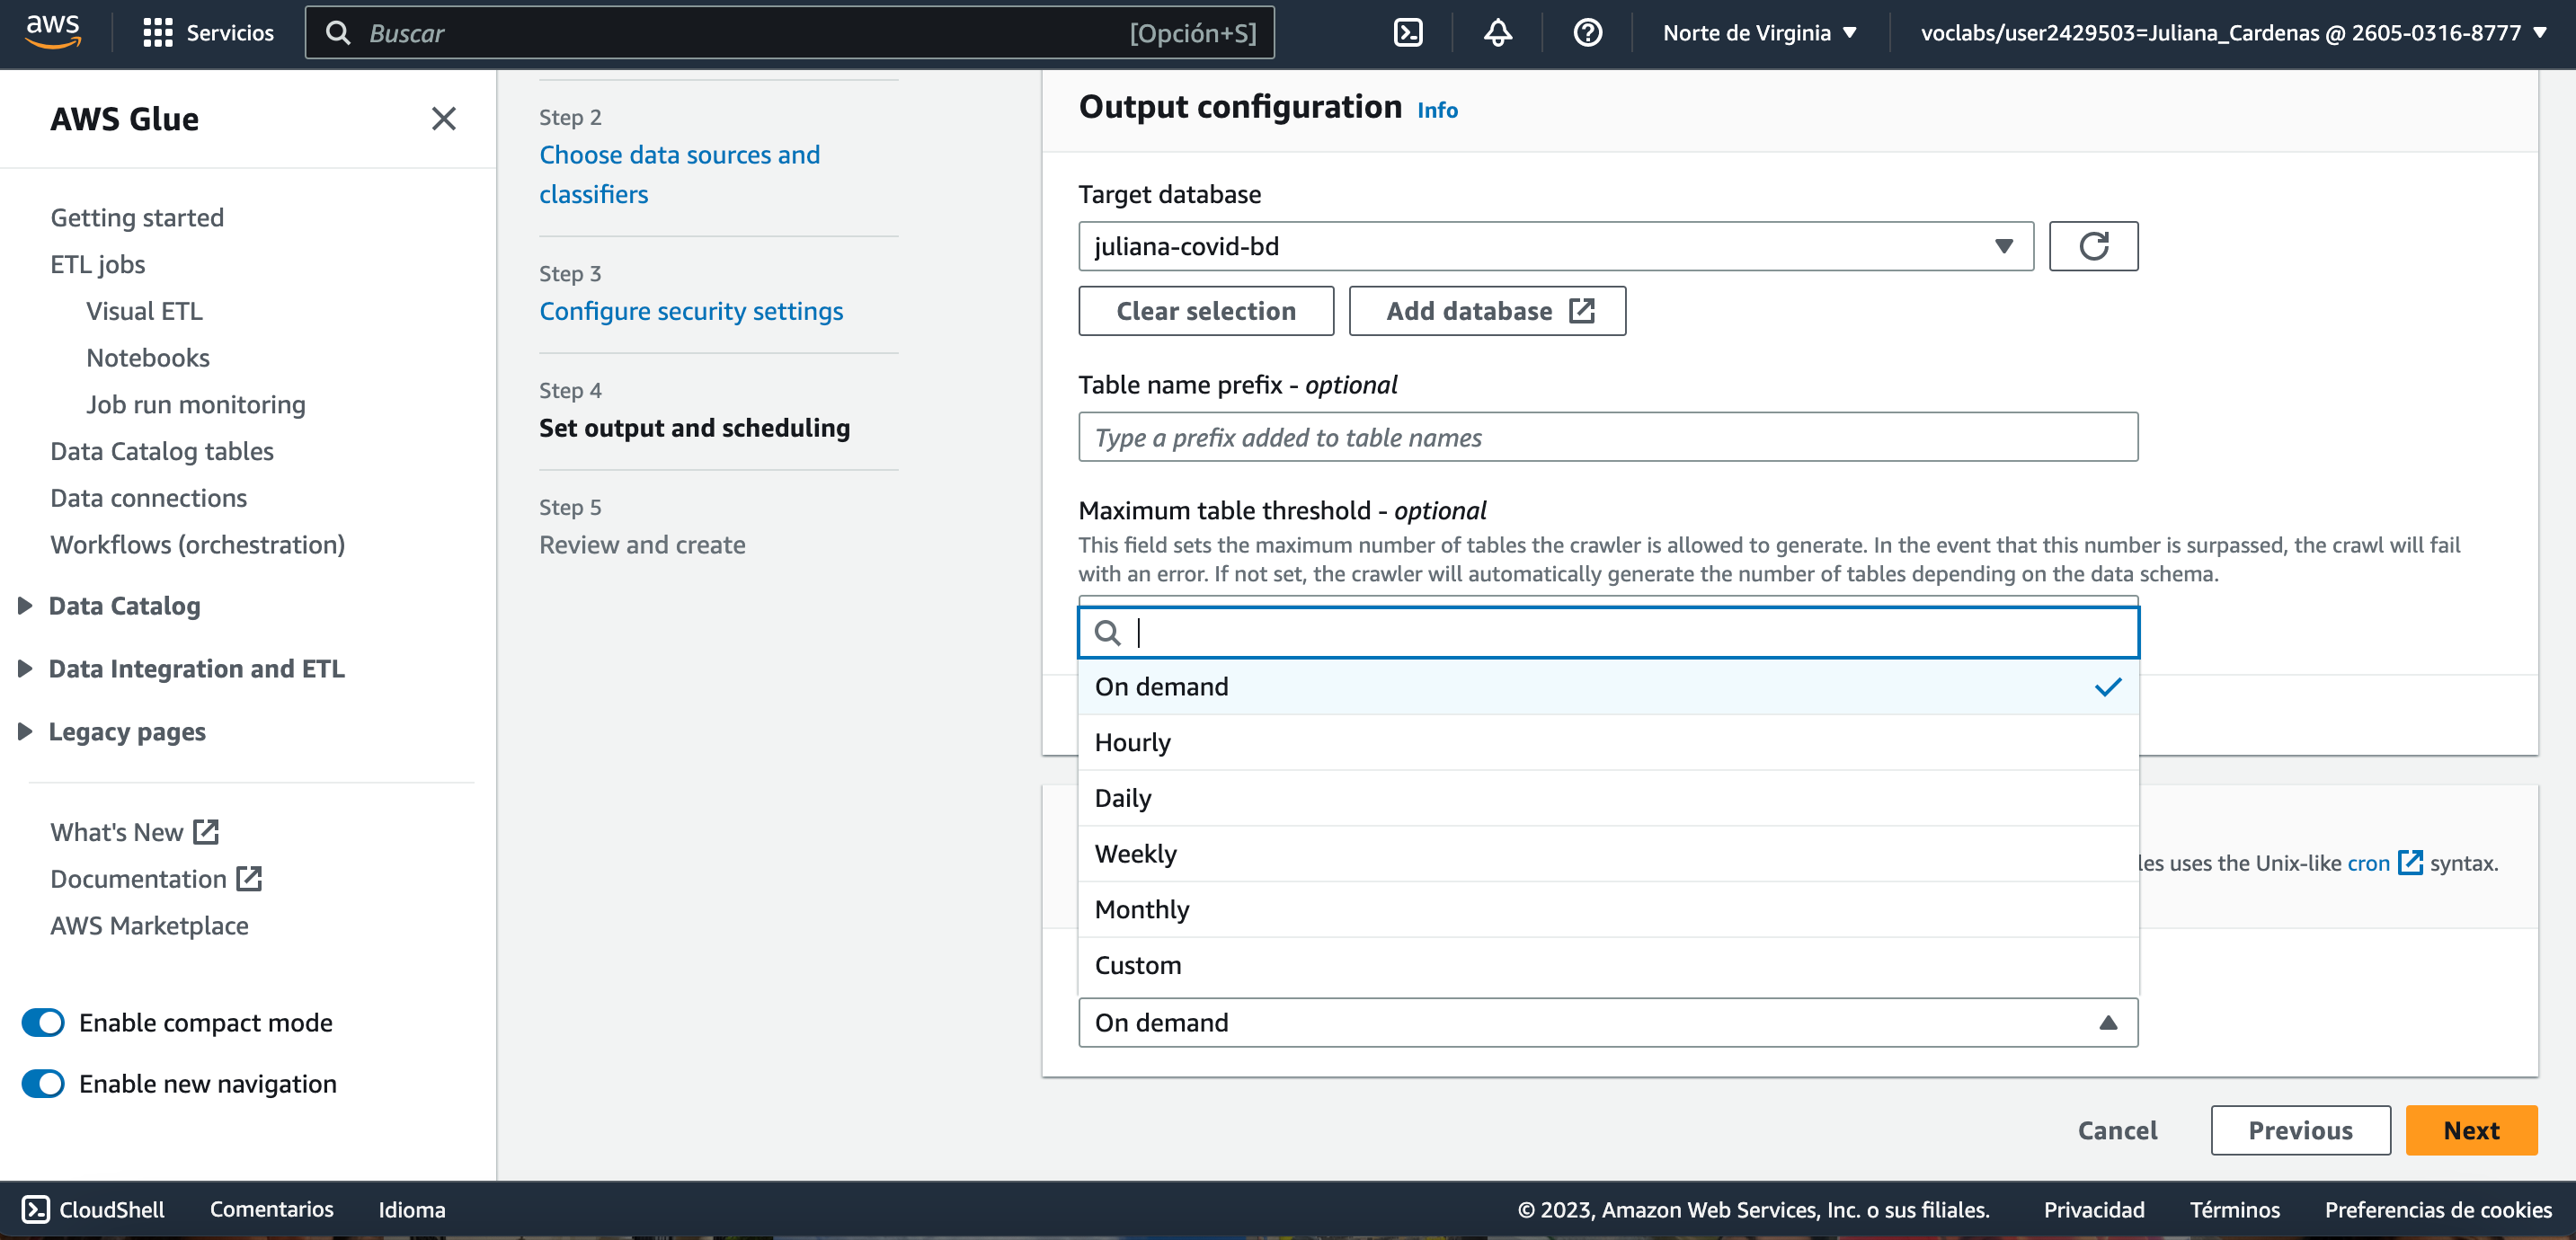 aws
Servicios
Buscar
[Opción+S]
Norte de Virginia
voclabs/user2429503=Juliana_Cardenas @ 2605-0316-8777
AWS Glue
Getting started
ETL jobs
Visual ETL
Notebooks
Job run monitoring
Data Catalog tables
Data connections
Workflows (orchestration)
Data Catalog
Data Integration and ETL
Legacy pages
What's New
Documentation
AWS Marketplace
Enable compact mode
Enable new navigation
Step 2
Choose data sources and
classifiers
Step 3
Configure security settings
Step 4
Set output and scheduling
Step 5
Review and create
Output configuration Info
Target database
juliana-covid-bd
Clear selection
Add database
Table name prefix - optional
Type a prefix added to table names
Maximum table threshold - optional
This field sets the maximum number of tables the crawler is allowed to generate. In the event that this number is surpassed, the crawl will fail
with an error. If not set, the crawler will automatically generate the number of tables depending on the data schema.
On demand
Hourly
Daily
Weekly
les uses the Unix-like cron syntax.
Monthly
Custom
On demand
Cancel
Previous
Next
CloudShell
Comentarios
Idioma
© 2023, Amazon Web Services, Inc. o sus filiales.
Privacidad
Términos
Preferencias de cookies